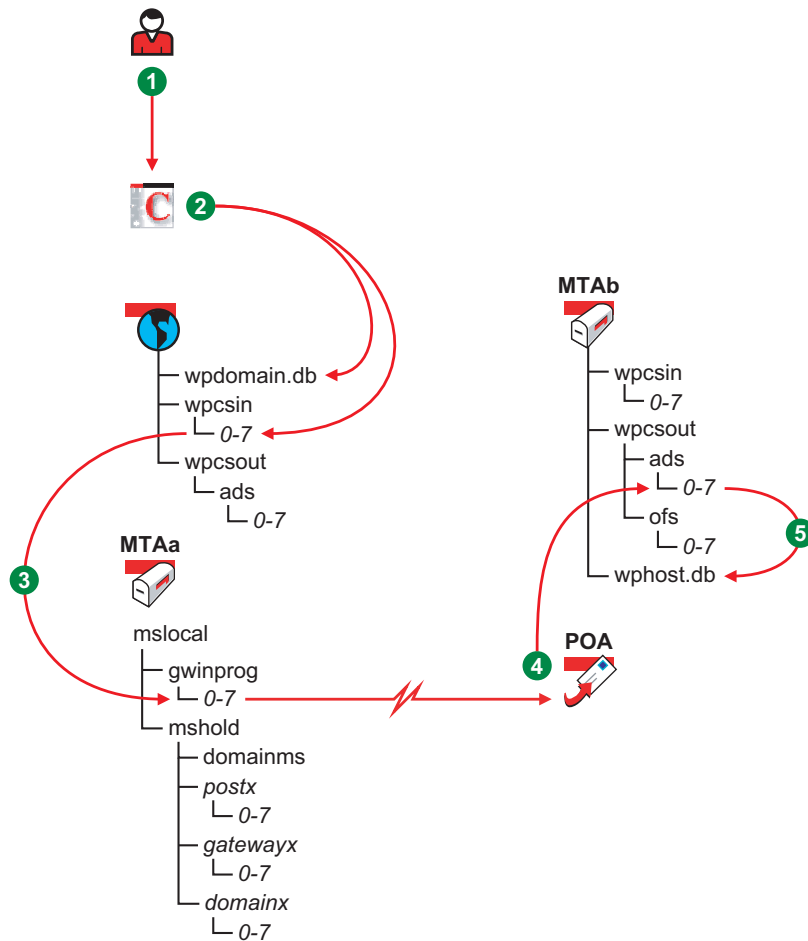 1
C
2
wpdomain.db
wpcsin
0-7
wpcsout
ads
0-7
MTAb
wpcsin
0-7
wpcsout
ads
0-7
ofs
0-7
wphost.db
5
3
MTAa
mslocal
gwinprog
0-7
mshold
domainms
postx
0-7
gatewayx
0-7
domainx
0-7
4
POA